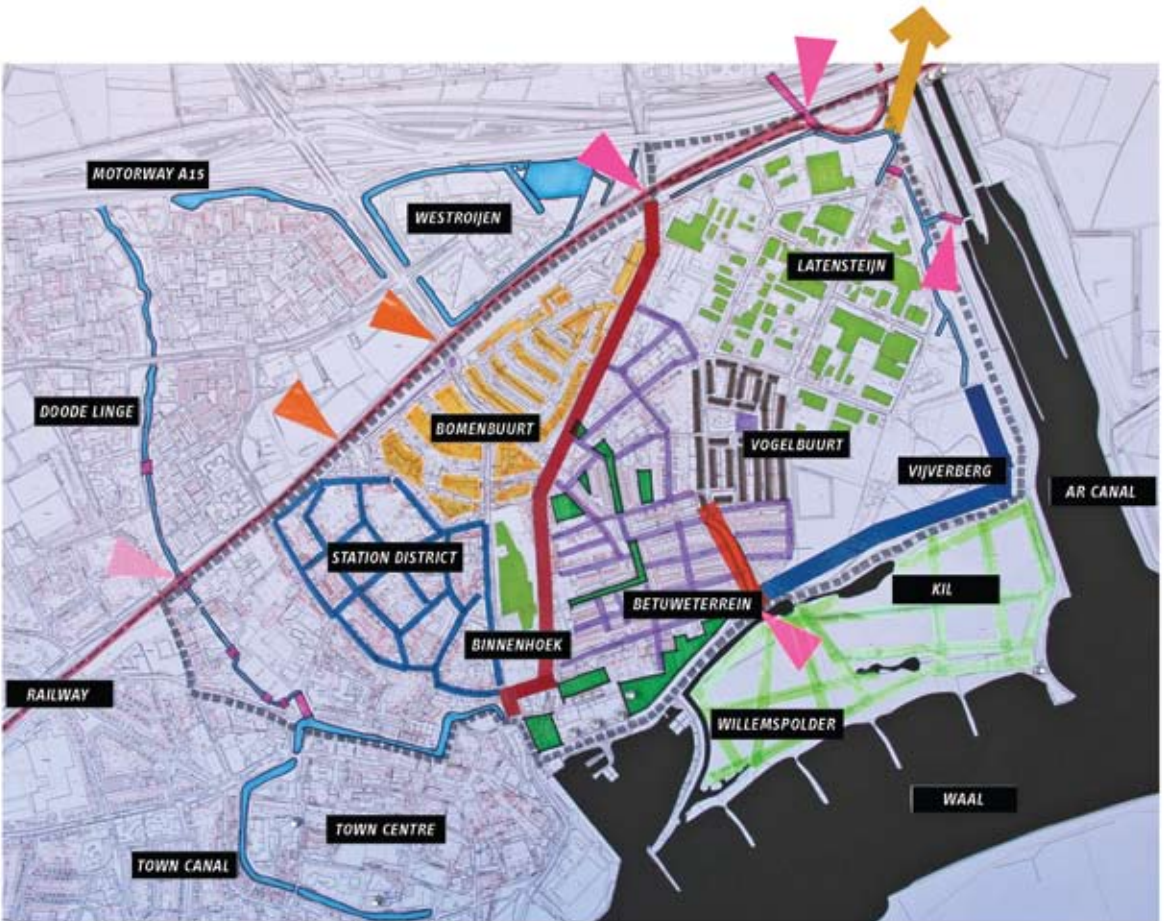 MOTORWAY A15
WESTROIJEN
LATENSTEIJN
DOODE LINGE
BOMENBUURT
VOGELBUURT
VIJVERBERG
AR CANAL
STATION DISTRICT
KIL
BETUWETERREIN
BINNENHOEK
RAILWAY
WILLEMSPOLDER
WAAL
TOWN CENTRE
TOWN CANAL